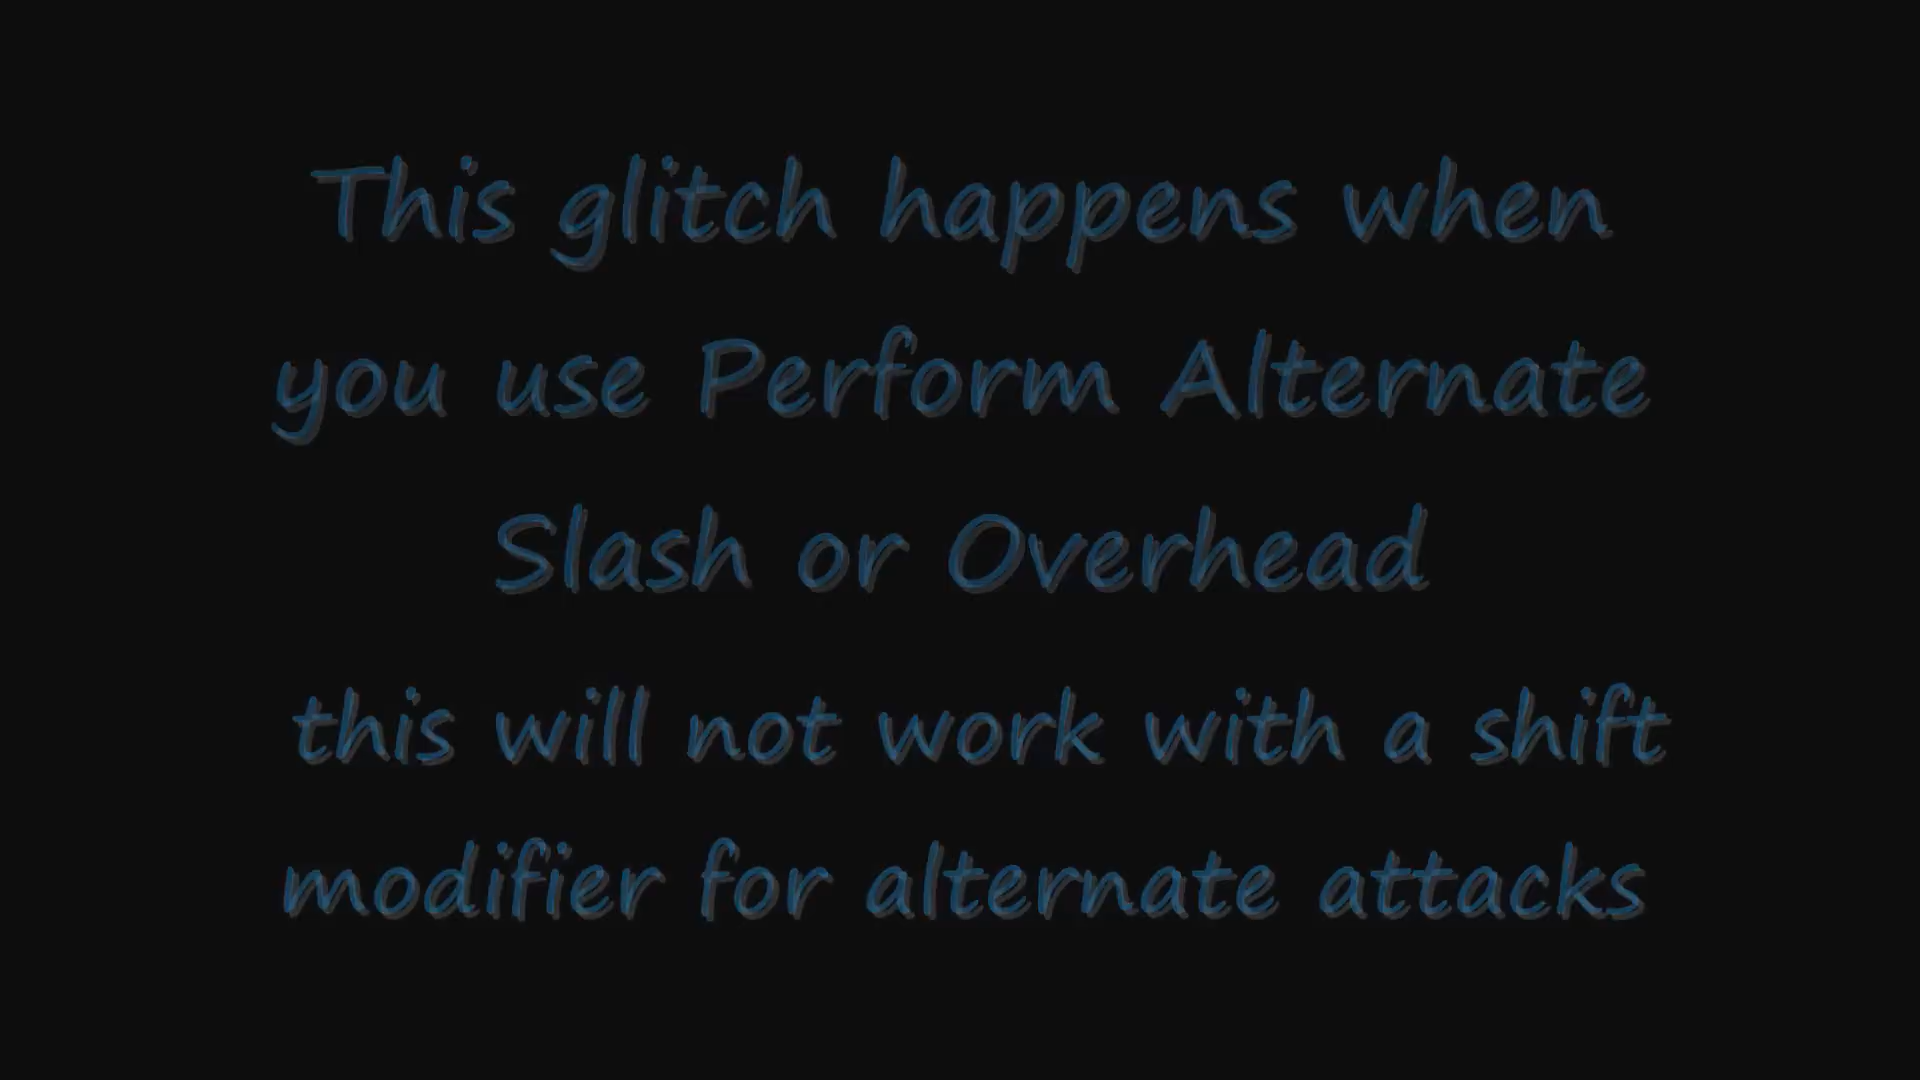 This glitch happens when
you use Perform Alternate
Slash or Overhead
this will not work with a shift
modifier for alternate attacks